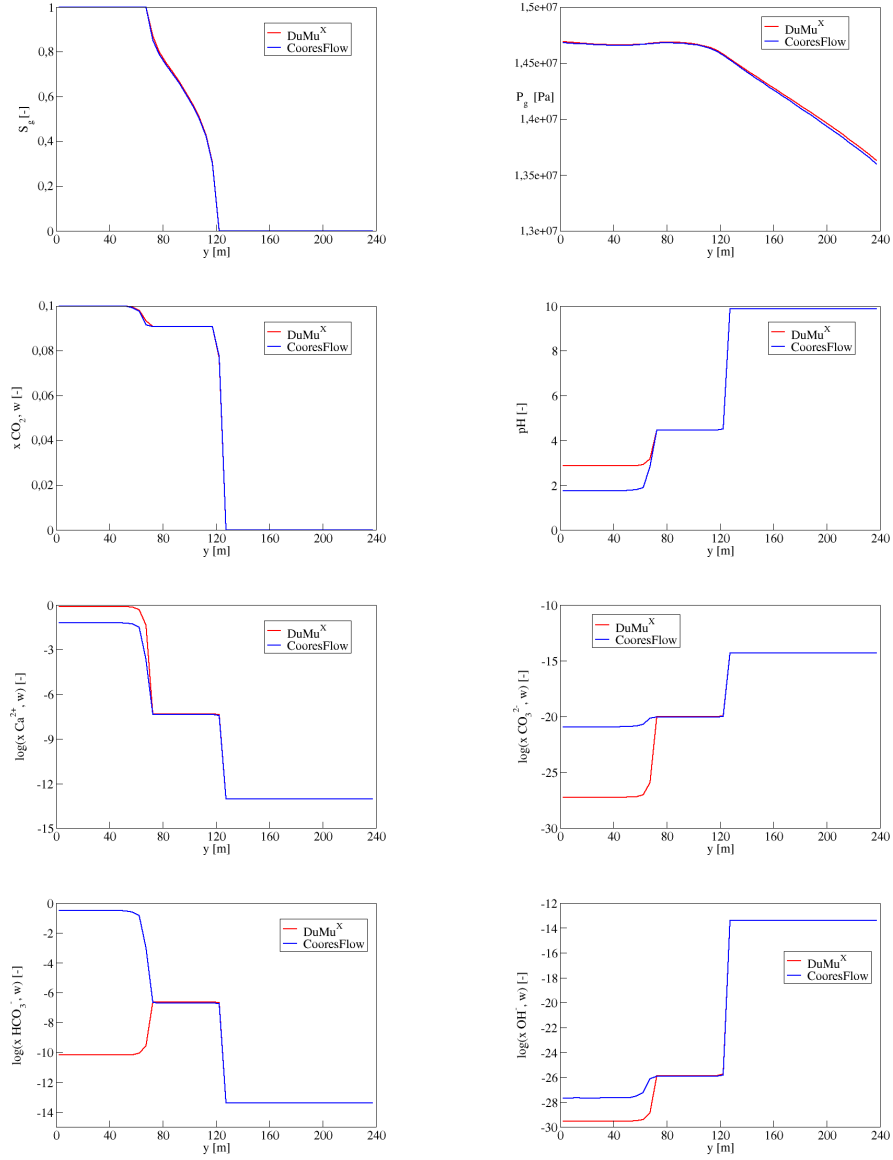 1
0,8
0,6
0,4
0,2
0
S_g [-]
DuMu^X
CooresFlow
0 40 80 120 160 200 240
y [m]
1,5e+07
1,45e+07
P_g [Pa]
1,4e+07
1,35e+07
1,3e+07
DuMu^X
CooresFlow
0 40 80 120 160 200 240
y [m]
0,1
0,08
0,06
0,04
0,02
0
x CO_2, w [-]
DuMu^X
CooresFlow
0 40 80 120 160 200 240
y [m]
10
8
6
4
2
0
pH [-]
DuMu^X
CooresFlow
0 40 80 120 160 200 240
y [m]
0
-3
-6
-9
-12
-15
log(x Ca^2+, w) [-]
DuMu^X
CooresFlow
0 40 80 120 160 200 240
y [m]
-10
-15
-20
-25
-30
log(x CO_3^2-, w) [-]
DuMu^X
CooresFlow
0 40 80 120 160 200 240
y [m]
0
-2
-4
-6
-8
-10
-12
-14
log(x HCO_3^-, w) [-]
DuMu^X
CooresFlow
0 40 80 120 160 200 240
y [m]
-12
-14
-16
-18
-20
-22
-24
-26
-28
-30
log(x OH^-, w) [-]
DuMu^X
CooresFlow
0 40 80 120 160 200 240
y [m]